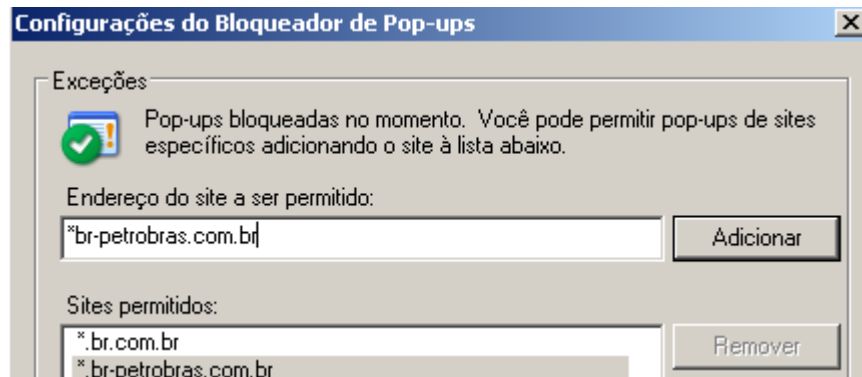 Configurações do Bloqueador de Pop-ups
Exceções
Pop-ups bloqueadas no momento. Você pode permitir pop-ups de sites
específicos adicionando o site à lista abaixo.
Endereço do site a ser permitido:
*br-petrobras.com.br
Adicionar
Sites permitidos:
*.br.com.br
Remover
*.br-petrobras.com.br